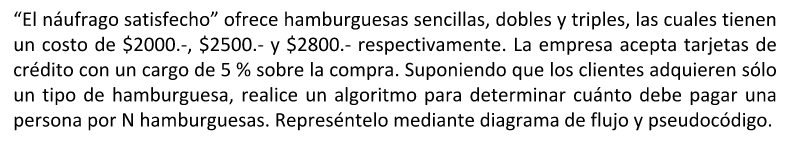 “El náufrago satisfecho” ofrece hamburguesas sencillas, dobles y triples, las cuales tienen
un costo de $2000.-, $2500.- y $2800.- respectivamente. La empresa acepta tarjetas de
crédito con un cargo de 5 % sobre la compra. Suponiendo que los clientes adquieren sólo
un tipo de hamburguesa, realice un algoritmo para determinar cuánto debe pagar una
persona por N hamburguesas. Represéntelo mediante diagrama de flujo y pseudocódigo.